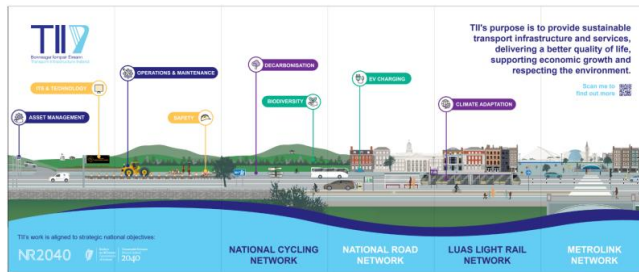 TII
Bonneagar Iompair Éireann
Transport Infrastructure Ireland
TII's purpose is to provide sustainable
transport infrastructure and services,
delivering a better quality of life,
supporting economic growth and
respecting the environment.
Scan me to
find out more
OPERATIONS & MAINTENANCE
DECARBONISATION
EV CHARGING
ITS & TECHNOLOGY
BIODIVERSITY
CLIMATE ADAPTATION
ASSET MANAGEMENT
SAFETY
TII's work is aligned to strategic national objectives:
NR2040
2040
NATIONAL CYCLING
NETWORK
NATIONAL ROAD
NETWORK
LUAS LIGHT RAIL
NETWORK
METROLINK
NETWORK